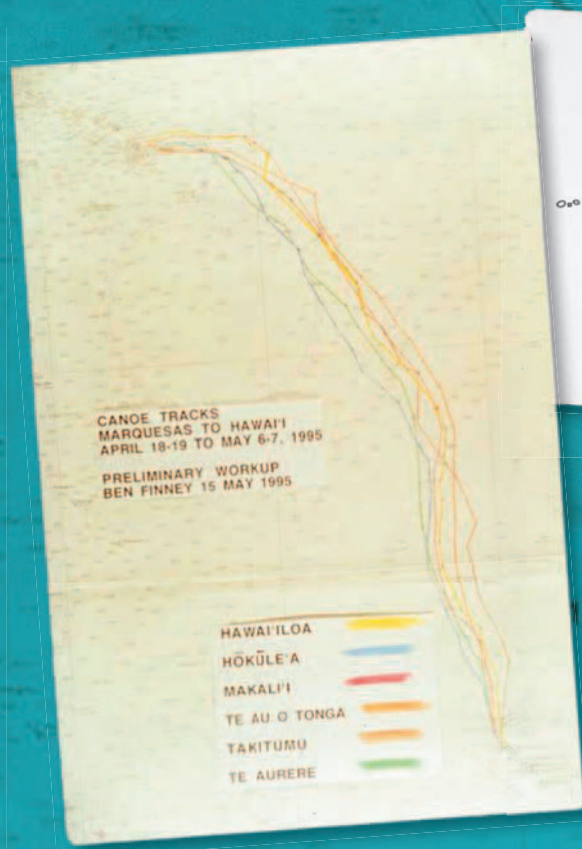 CANOE TRACKS
MARQUESAS TO HAWAI'I
APRIL 18-19 TO MAY 6-7, 1995
PRELIMINARY WORKUP
BEN FINNEY 15 MAY 1995
HAWAI'ILOA
HŌKŪLE'A
MAKALI'I
TE AU O TONGA
TAKITUMU
TE AURERE